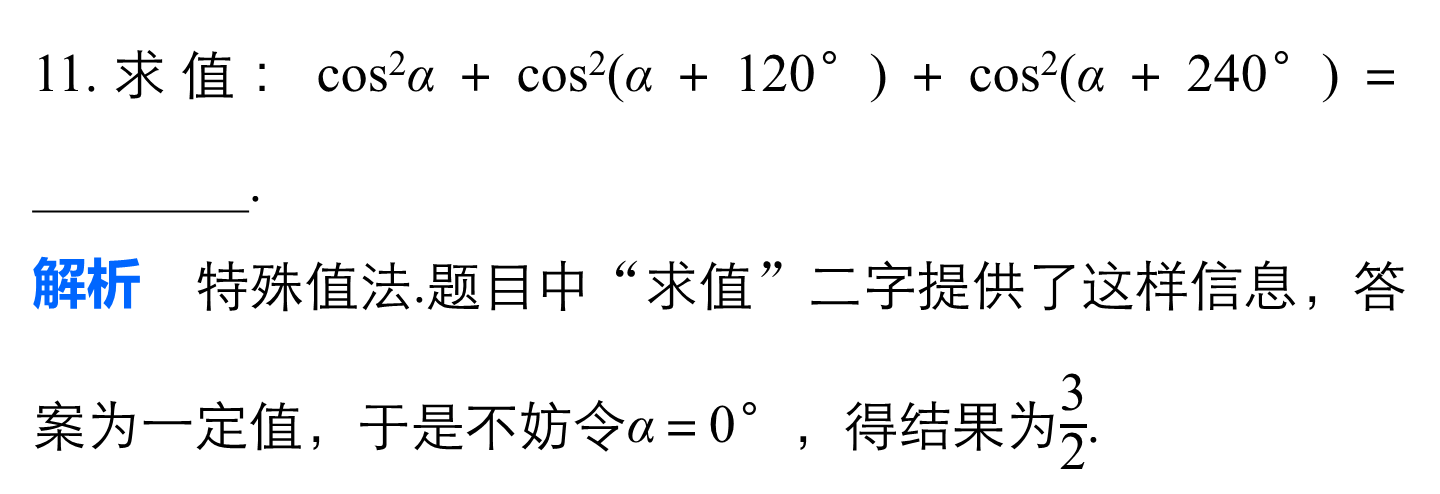 11. 求值： cos²α + cos²(α + 120°) + cos²(α + 240°) =
________.
解析 特殊值法.题目中“求值”二字提供了这样信息，答
案为一定值，于是不妨令α=0°，得结果为3/2.